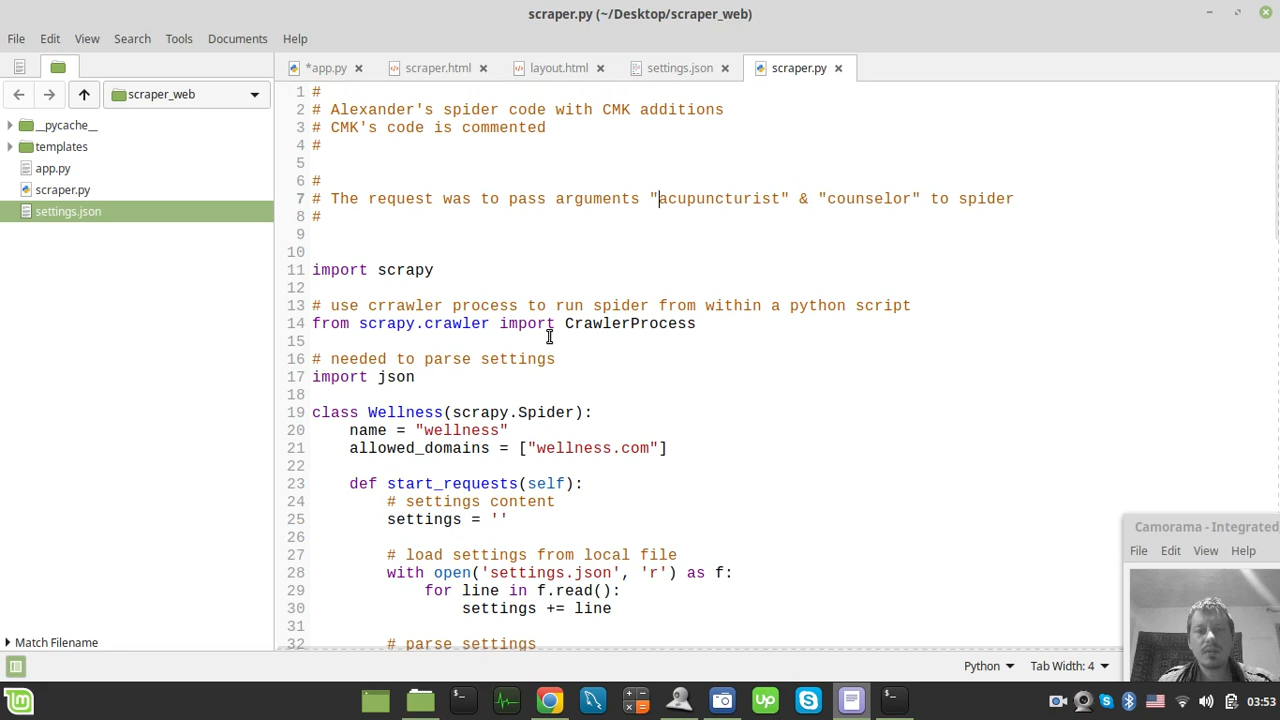 scraper.py (~/Desktop/scraper_web)
File Edit View Search Tools Documents Help
*app.py scraper.html layout.html settings.json scraper.py
scraper_web
__pycache__
templates
app.py
scraper.py
settings.json
Match Filename
1 #
2 # Alexander's spider code with CMK additions
3 # CMK's code is commented
4 #
5
6 #
7 # The request was to pass arguments "acupuncturist" & "counselor" to spider
8 #
9
10
11 import scrapy
12
13 # use crrawler process to run spider from within a python script
14 from scrapy.crawler import CrawlerProcess
15
16 # needed to parse settings
17 import json
18
19 class Wellness(scrapy.Spider):
20 name = "wellness"
21 allowed_domains = ["wellness.com"]
22
23 def start_requests(self):
24 # settings content
25 settings = ''
26
27 # load settings from local file
28 with open('settings.json', 'r') as f:
29 for line in f.read():
30 settings += line
31
32 # parse settings
Camorama - Integrated
File Edit View Help
Python Tab Width: 4
Up
03:53